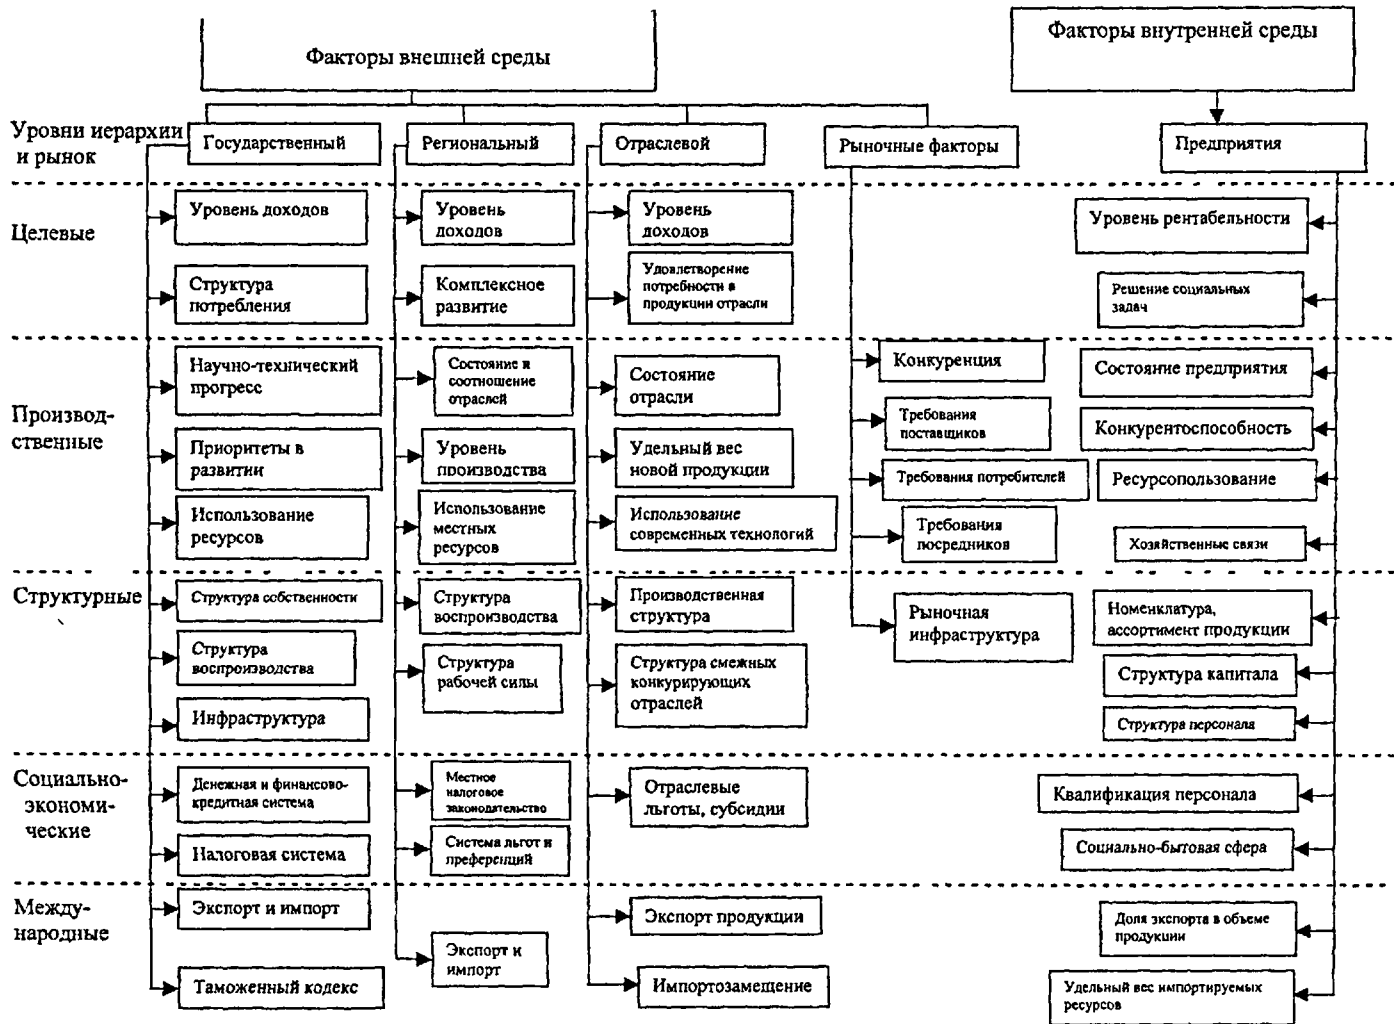 Факторы внешней среды
Факторы внутренней среды
Уровни иерархии
и рынок
Государственный
Региональный
Отраслевой
Рыночные факторы
Предприятия
Целевые
Уровень доходов
Структура
потребления
Уровень
доходов
Комплексное
развитие
Уровень
доходов
Удовлетворение
потребности в
продукции отрасли
Уровень рентабельности
Решение социальных
задач
Производ-
ственные
Научно-технический
прогресс
Приоритеты в
развитии
Использование
ресурсов
Состояние и
соотношение
отраслей
Уровень
производства
Использование
местных
ресурсов
Состояние
отрасли
Удельный вес
новой продукции
Использование
современных технологий
Конкуренция
Требования
поставщиков
Требования потребителей
Требования
посредников
Состояние предприятия
Конкурентоспособность
Ресурсопользование
Хозяйственные связи
Структурные
Структура собственности
Структура
воспроизводства
Инфраструктура
Структура
воспроизводства
Структура
рабочей силы
Производственная
структура
Структура смежных
конкурирующих
отраслей
Рыночная
инфраструктура
Номенклатура,
ассортимент продукции
Структура капитала
Структура персонала
Социально-
экономи-
ческие
Денежная и финансово-
кредитная система
Налоговая система
Местное
налоговое
законодательство
Система льгот и
преференций
Отраслевые
льготы, субсидии
Квалификация персонала
Социально-бытовая сфера
Между-
народные
Экспорт и импорт
Таможенный кодекс
Экспорт и
импорт
Экспорт продукции
Импортозамещение
Доля экспорта в объеме
продукции
Удельный вес импортируемых
ресурсов